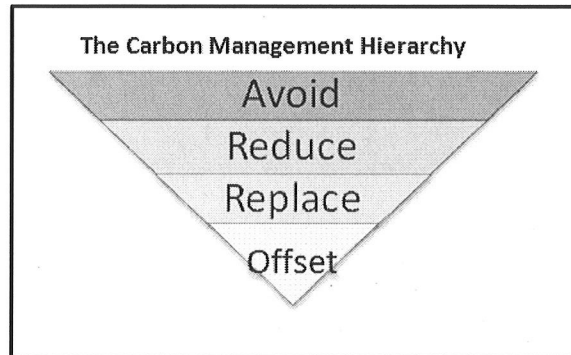 The Carbon Management Hierarchy
Avoid
Reduce
Replace
Offset